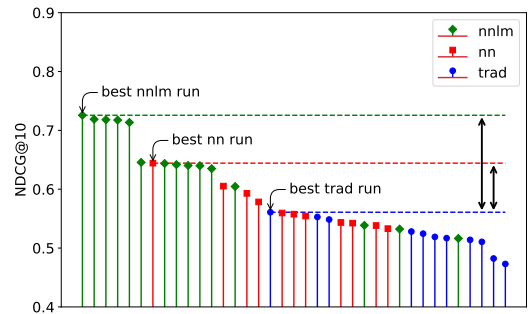 0.9
0.8
0.7
0.6
0.5
0.4
NDCG@10
nnlm
nn
trad
best nnlm run
best nn run
best trad run